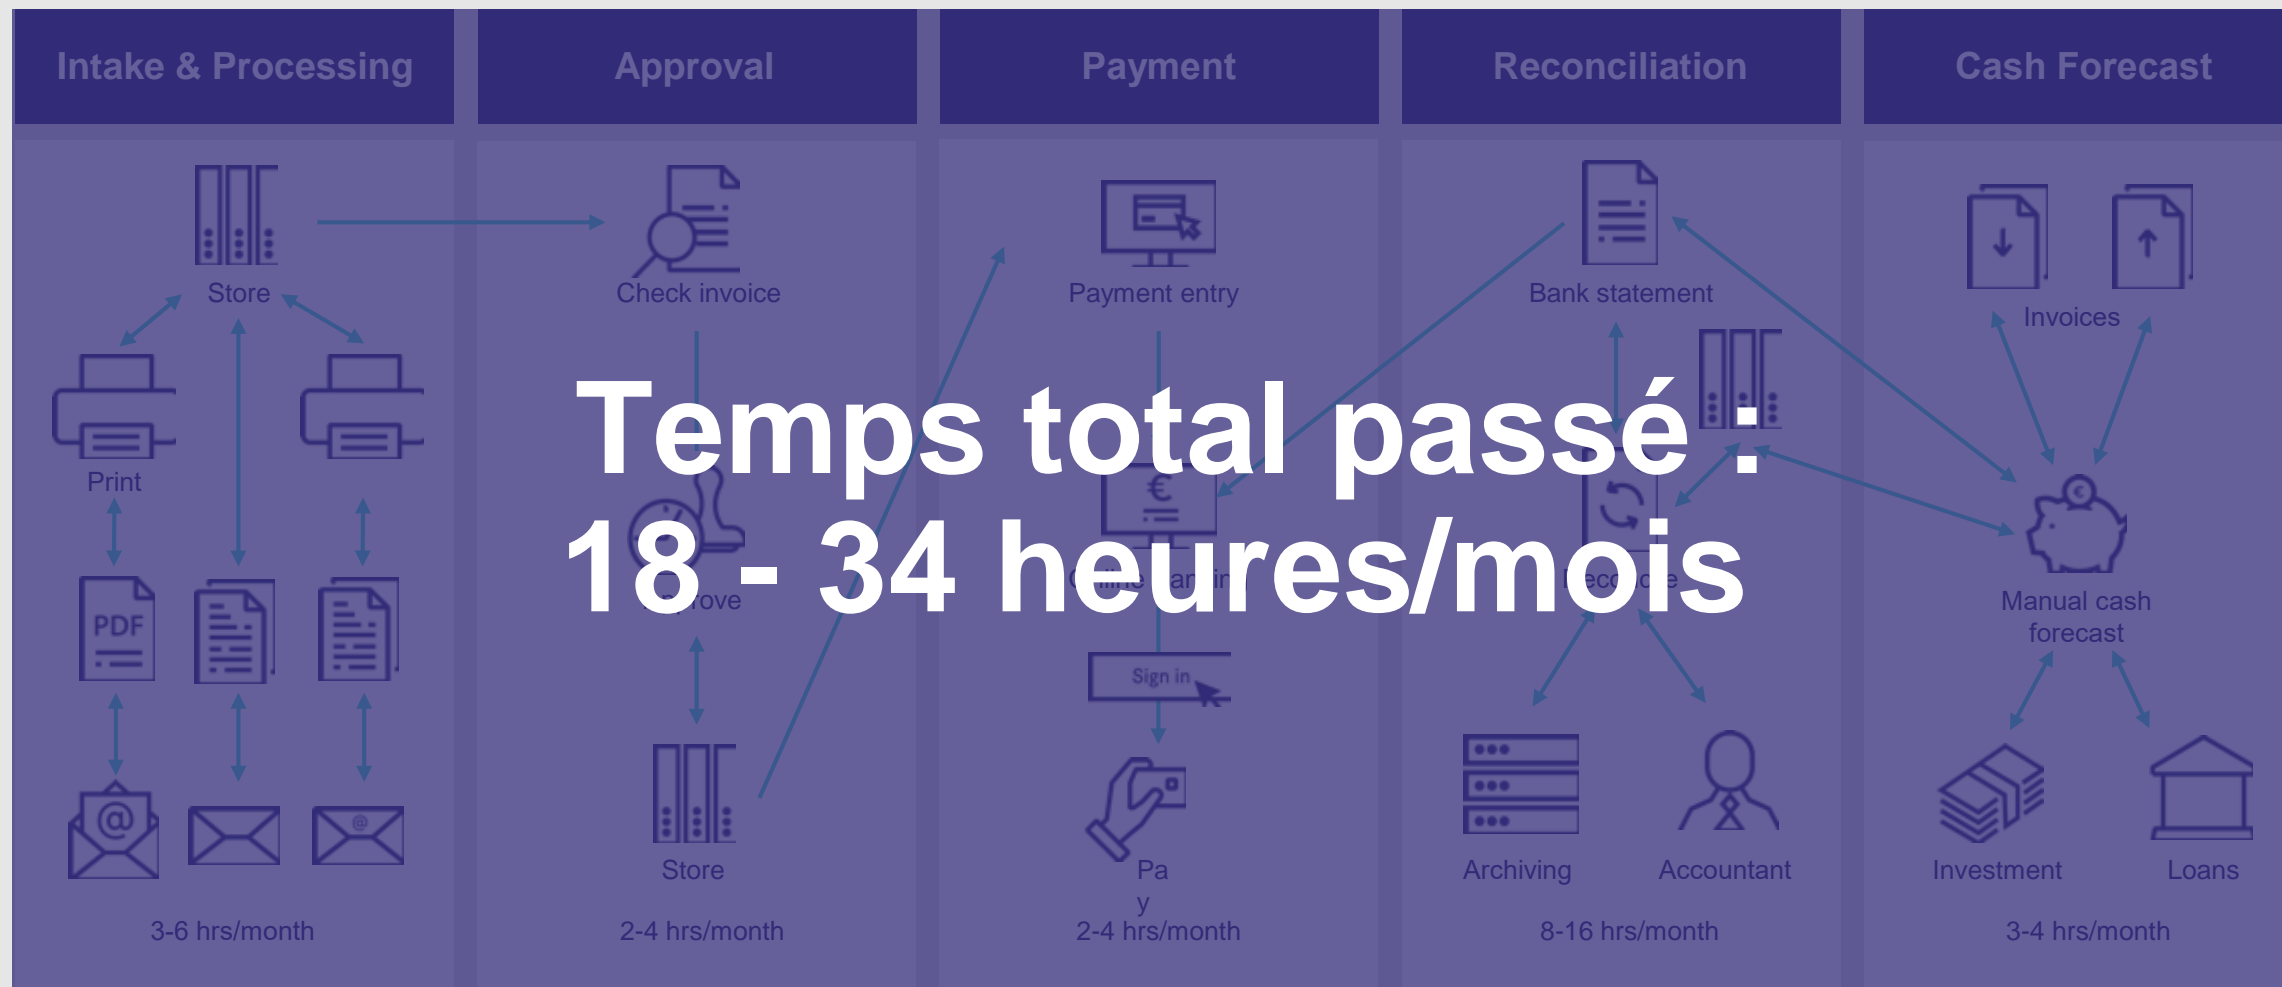 Intake & Processing
Approval
Payment
Reconciliation
Cash Forecast
Store
Check invoice
Payment entry
Bank statement
Invoices
Temps total passé :
18 - 34 heures/mois
Print
€
€
PDF
Manual cash
forecast
Sign in
@
@
Store
Pa
y
Archiving
Accountant
Investment
Loans
3-6 hrs/month
2-4 hrs/month
2-4 hrs/month
8-16 hrs/month
3-4 hrs/month